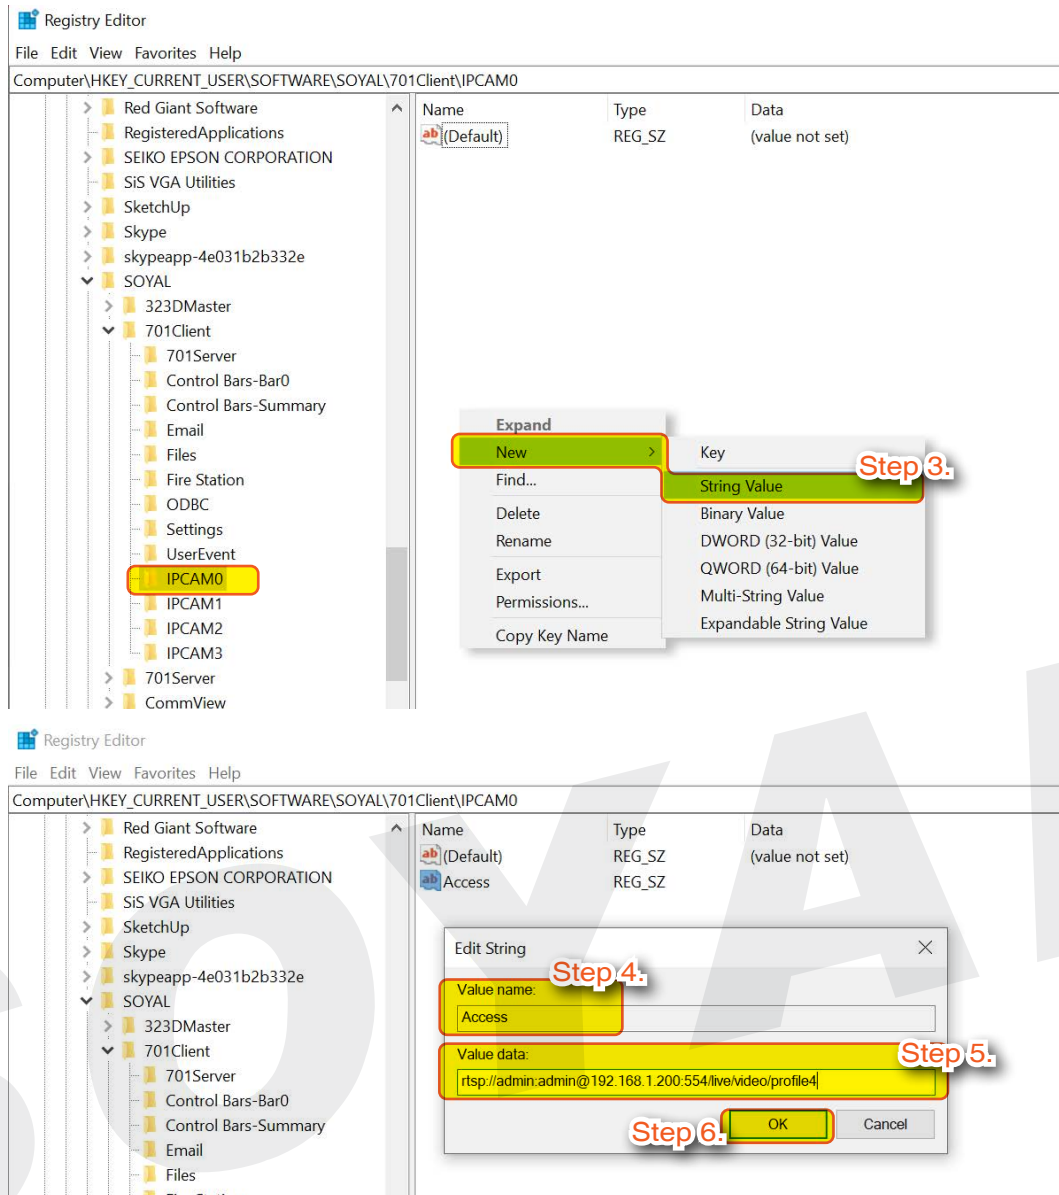 Registry Editor
File Edit View Favorites Help
Computer\HKEY_CURRENT_USER\SOFTWARE\SOYAL\701Client\IPCAM0
Red Giant Software
RegisteredApplications
SEIKO EPSON CORPORATION
SiS VGA Utilities
SketchUp
Skype
skypeapp-4e031b2b332e
SOYAL
323DMaster
701Client
701Server
Control Bars-Bar0
Control Bars-Summary
Email
Files
Fire Station
ODBC
Settings
UserEvent
IPCAM0
IPCAM1
IPCAM2
IPCAM3
701Server
CommView
Name Type Data
ab (Default) REG_SZ (value not set)
Expand
New
Find...
Delete
Rename
Export
Permissions...
Copy Key Name
Key
Step 3.
String Value
Binary Value
DWORD (32-bit) Value
QWORD (64-bit) Value
Multi-String Value
Expandable String Value
Registry Editor
File Edit View Favorites Help
Computer\HKEY_CURRENT_USER\SOFTWARE\SOYAL\701Client\IPCAM0
Red Giant Software
RegisteredApplications
SEIKO EPSON CORPORATION
SiS VGA Utilities
SketchUp
Skype
skypeapp-4e031b2b332e
SOYAL
323DMaster
701Client
701Server
Control Bars-Bar0
Control Bars-Summary
Email
Files
Name Type Data
ab (Default) REG_SZ (value not set)
ab Access REG_SZ
Edit String
Step 4.
Value name:
Access
Value data:
Step 5.
rtsp://admin:admin@192.168.1.200:554/live/video/profile4
Step 6.
OK Cancel
SOYAL